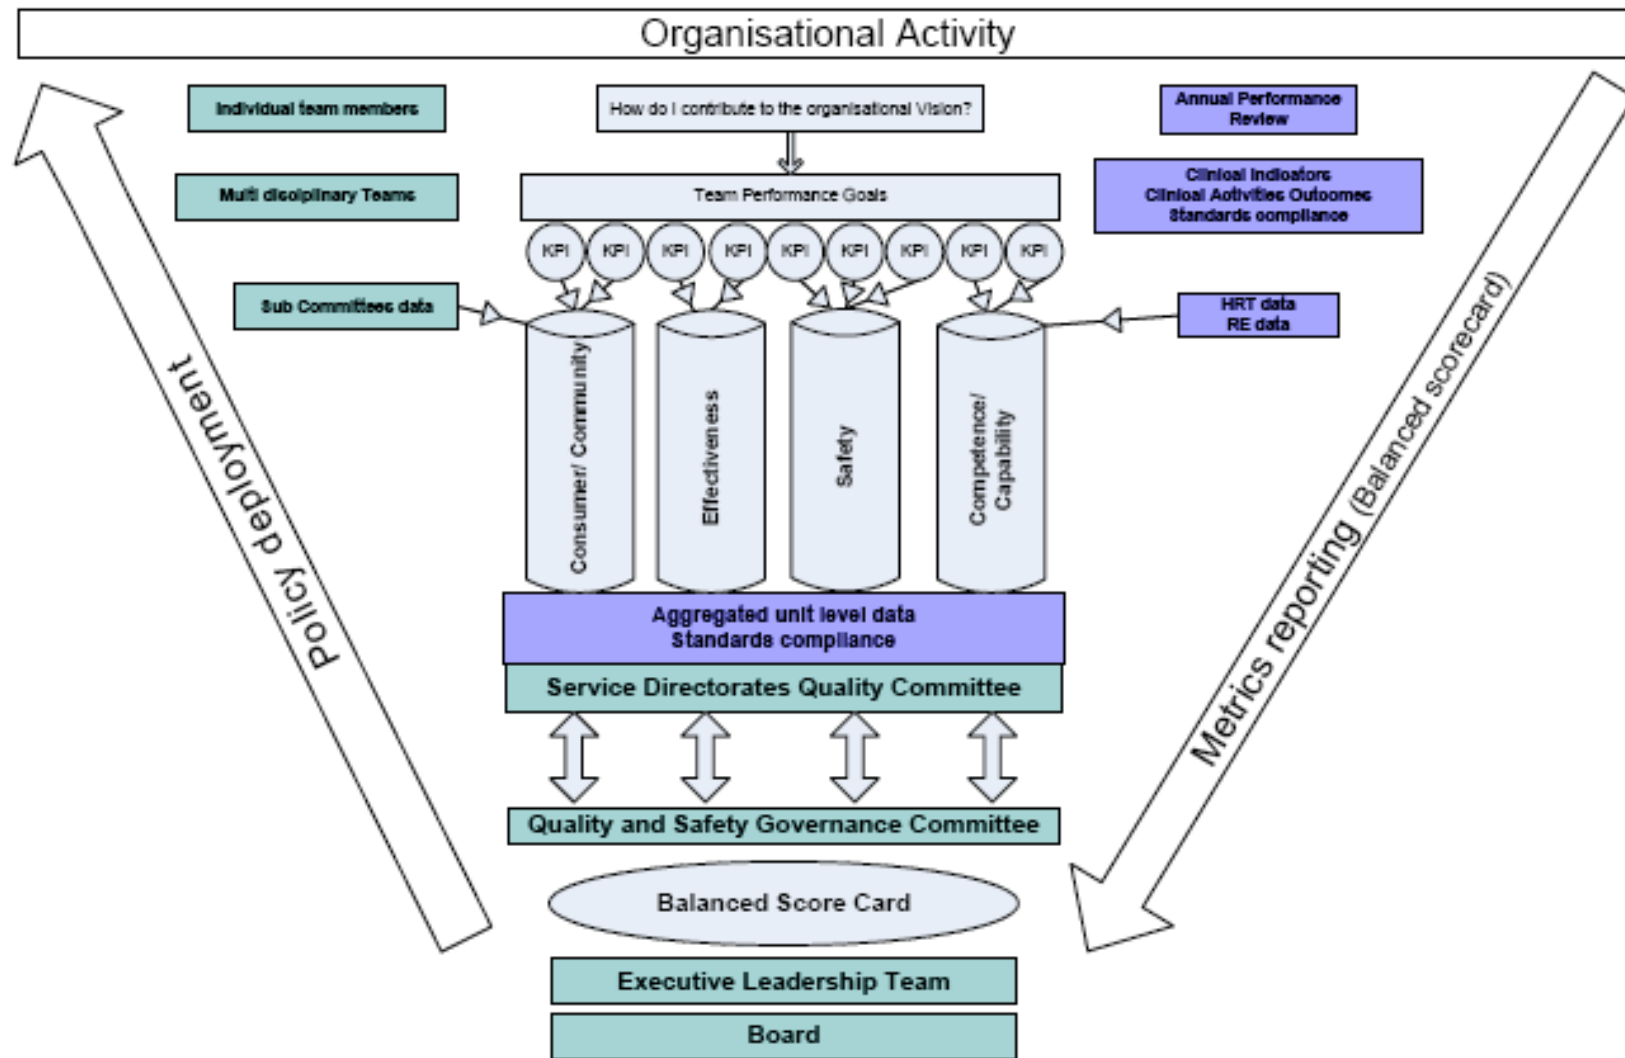 Organisational Activity
Individual team members
How do I contribute to the organisational Vision?
Annual Performance
Review
Multi disciplinary Teams
Team Performance Goals
Clinical Indicators
Clinical Activities Outcomes
Standards compliance
KPI KPI KPI KPI KPI KPI KPI KPI KPI
Sub Committees data
HRT data
RE data
Policy deployment
Consumer/ Community
Effectiveness
Safety
Competence/
Capability
Metrics reporting (Balanced scorecard)
Aggregated unit level data
Standards compliance
Service Directorates Quality Committee
Quality and Safety Governance Committee
Balanced Score Card
Executive Leadership Team
Board